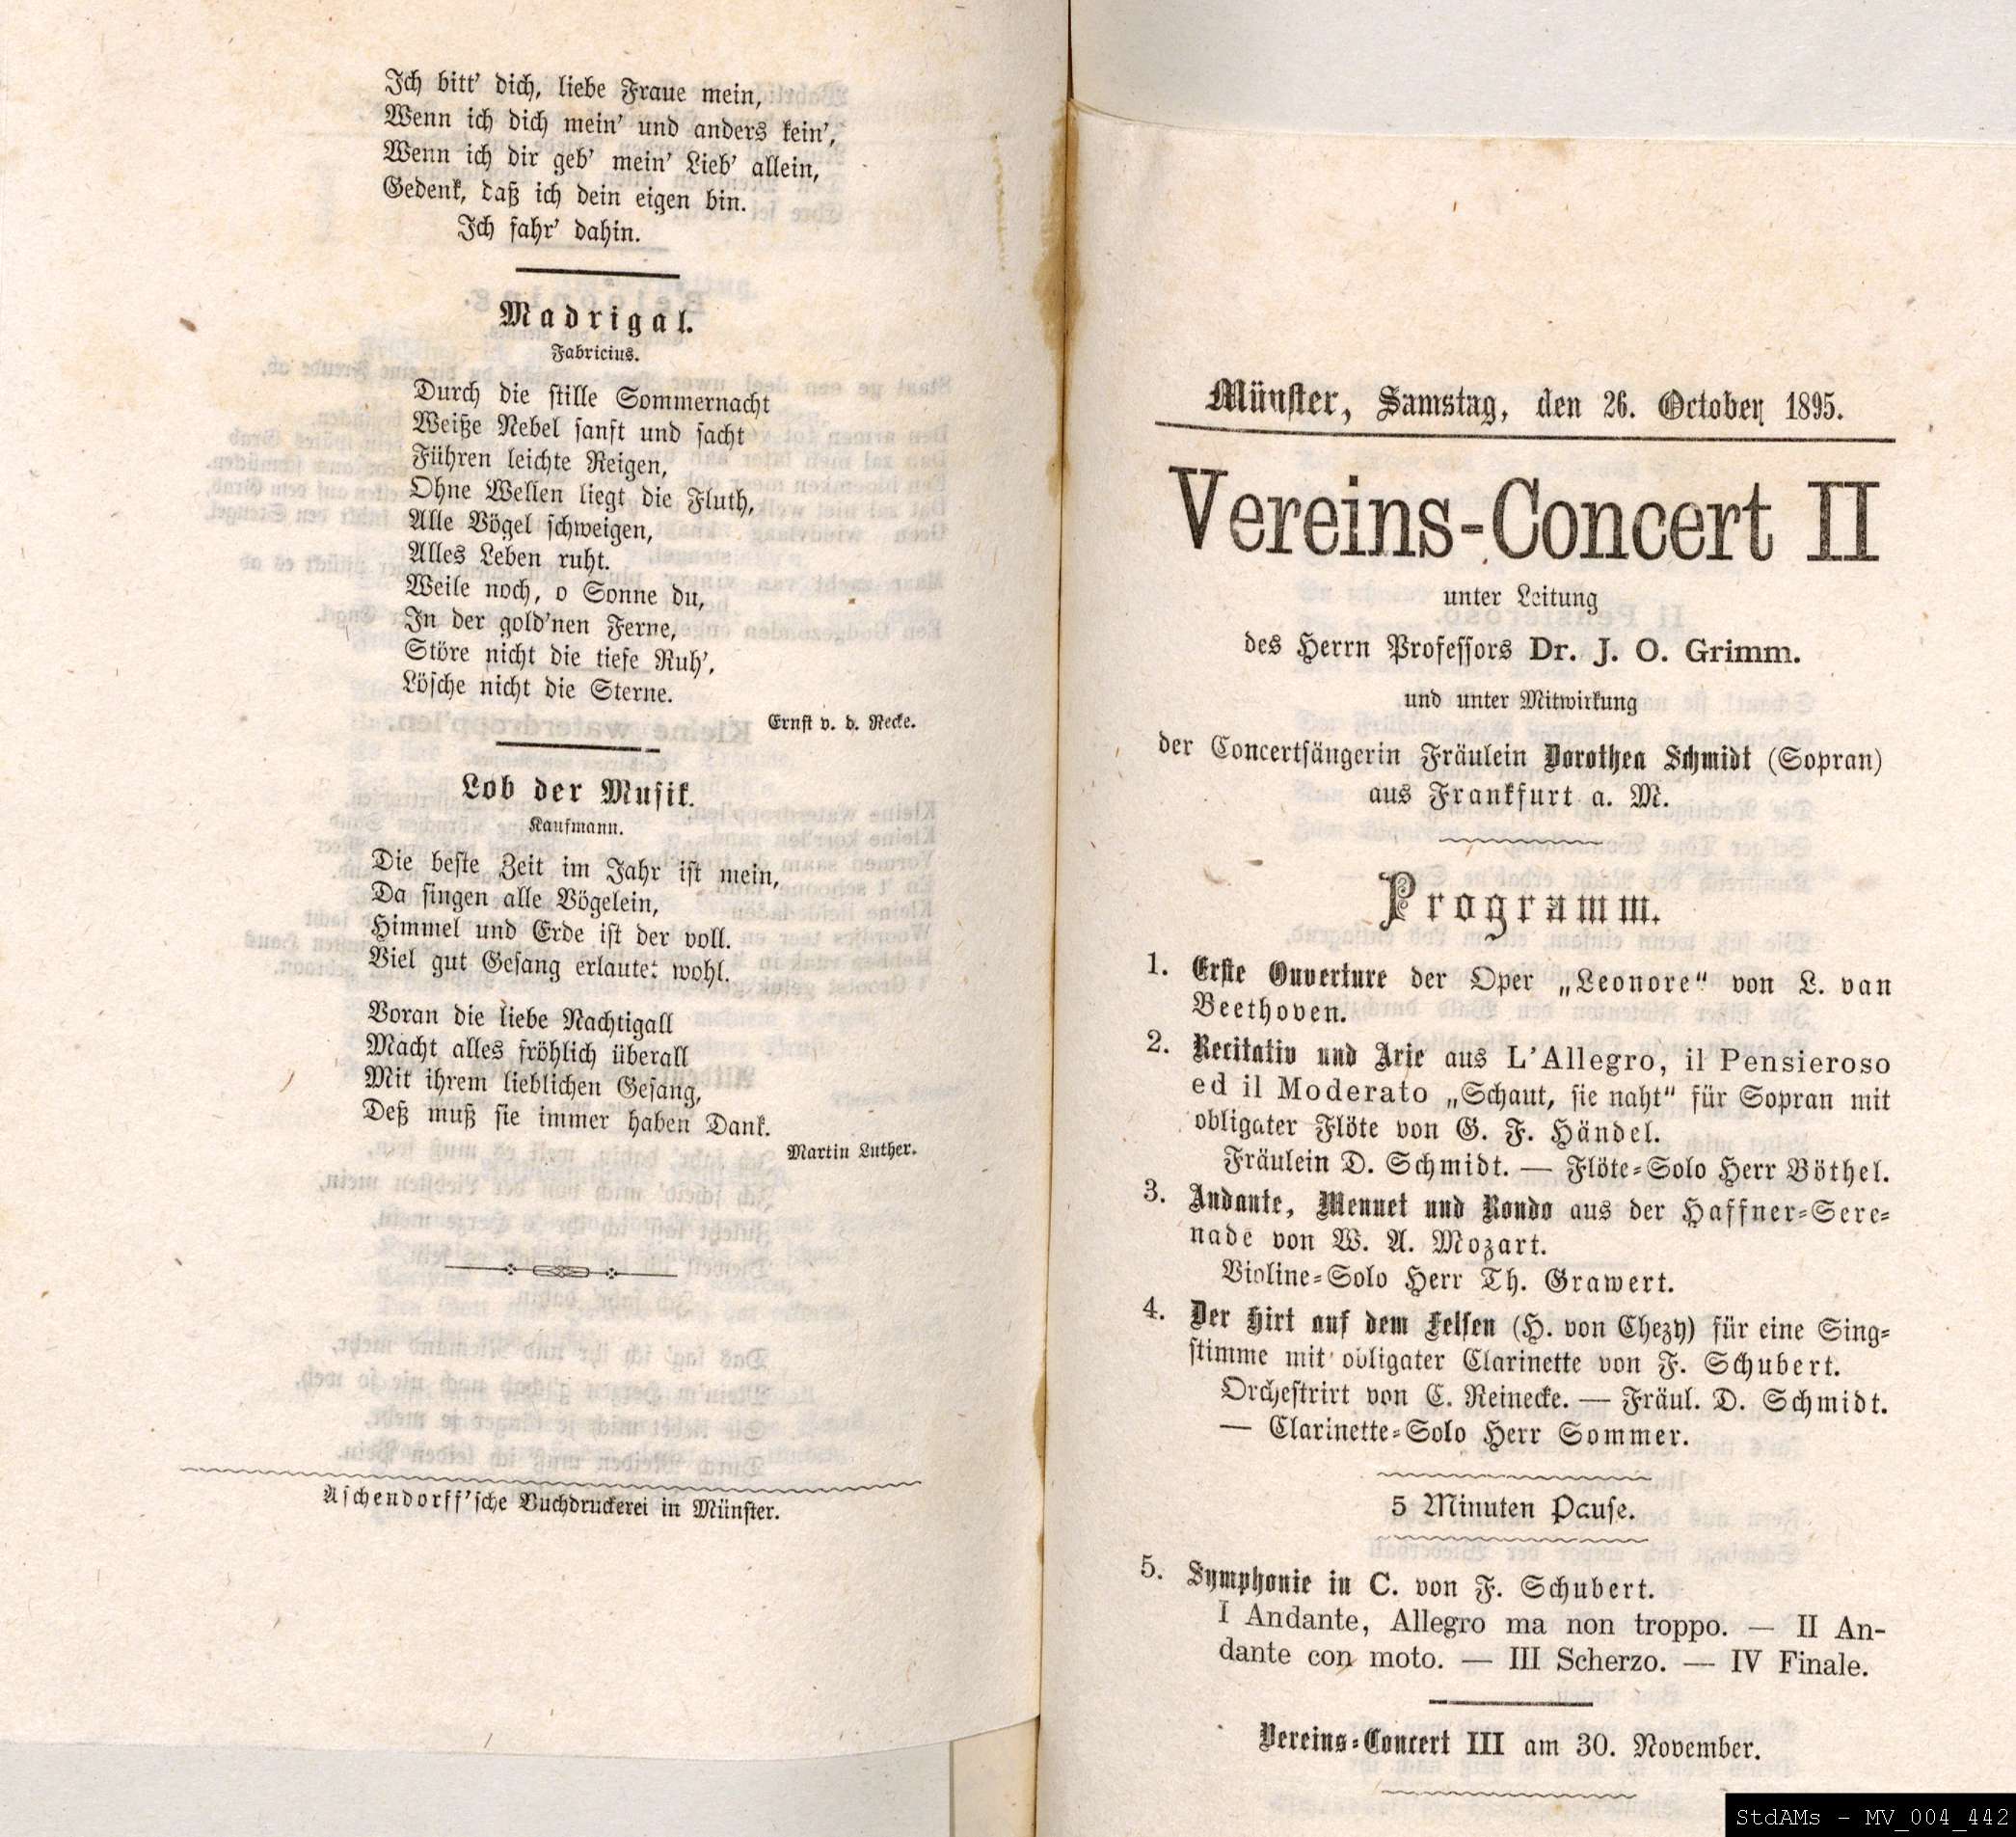 Ich bitt' dich, liebe Fraue mein,
Wenn ich dich mein' und anders kein',
Wenn ich dir geb' mein' Lieb' allein,
Gedenk, daß ich dein eigen bin.
Ich fahr' dahin.
Madrigal.
Fabricius.
Durch die stille Sommernacht
Weiße Nebel sanft und sacht
Führen leichte Reigen,
Ohne Wellen liegt die Fluth,
Alle Vögel schweigen,
Alles Leben ruht.
Weile noch, o Sonne du,
In der gold'nen Ferne,
Störe nicht die tiefe Ruh',
Lösche nicht die Sterne.
Ernst v. d. Recke.
Lob der Musik.
Kaufmann.
Die beste Zeit im Jahr ist mein,
Da singen alle Vögelein,
Himmel und Erde ist der voll.
Viel gut Gesang erlautet wohl.
Voran die liebe Nachtigall
Macht alles fröhlich überall
Mit ihrem lieblichen Gesang,
Deß muß sie immer haben Dank.
Martin Luther.
Aschendorff'sche Buchdruckerei in Münster.
Münster, Samstag, den 26. October 1895.
Vereins-Concert II
unter Leitung
des Herrn Professors Dr. J. O. Grimm.
und unter Mitwirkung
der Concertsängerin Fräulein Dorothea Schmidt (Sopran)
aus Frankfurt a. M.
Programm.
1. Erste Ouverture der Oper „Leonore“ von L. van
Beethoven.
2. Recitativ und Arie aus L'Allegro, il Pensieroso
ed il Moderato „Schaut, sie naht“ für Sopran mit
obligater Flöte von G. F. Händel.
Fräulein D. Schmidt. — Flöte-Solo Herr Böthel.
3. Andante, Menuet und Rondo aus der Haffner-Sere-
nade von W. A. Mozart.
Violine-Solo Herr Th. Grawert.
4. Der Hirt auf dem Felsen (H. von Chezy) für eine Sing-
stimme mit obligater Clarinette von F. Schubert.
Orchestrirt von C. Reinecke. — Fräul. D. Schmidt.
— Clarinette-Solo Herr Sommer.
5 Minuten Pause.
5. Symphonie in C. von F. Schubert.
I Andante, Allegro ma non troppo. — II An-
dante con moto. — III Scherzo. — IV Finale.
Vereins-Concert III am 30. November.
StdAMs - MV_004_442